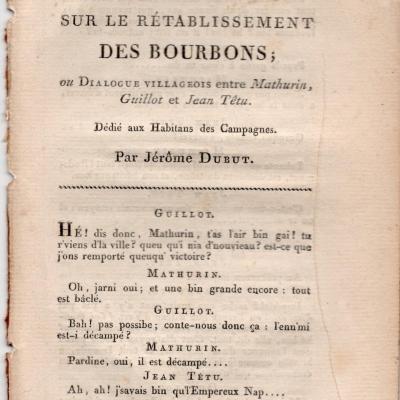 SUR LE RÉTABLISSEMENT
DES BOURBONS;
ou DIALOGUE VILLAGEOIS entre Mathurin,
Guillot et Jean Têtu.
Dédié aux Habitans des Campagnes.
Par Jérôme DUBUT.
GUILLOT.
HÉ! dis donc, Mathurin, t'as l'air bin gai! tu
r'viens d'la ville? queu qu'i nia d'nouvieau? est-ce que
j'ons remporté queuqu' victoire?
MATHURIN.
Oh, jarni oui; et une bin grande encore : tout
est bâclé.
GUILLOT.
Bah! pas possibe; conte-nous donc ça : l'enn'mi
est-i décampé?
MATHURIN.
Pardine, oui, il est décampé....
JEAN TÊTU.
Ah, ah! j'savais bin qu'l'Empereux Nap....